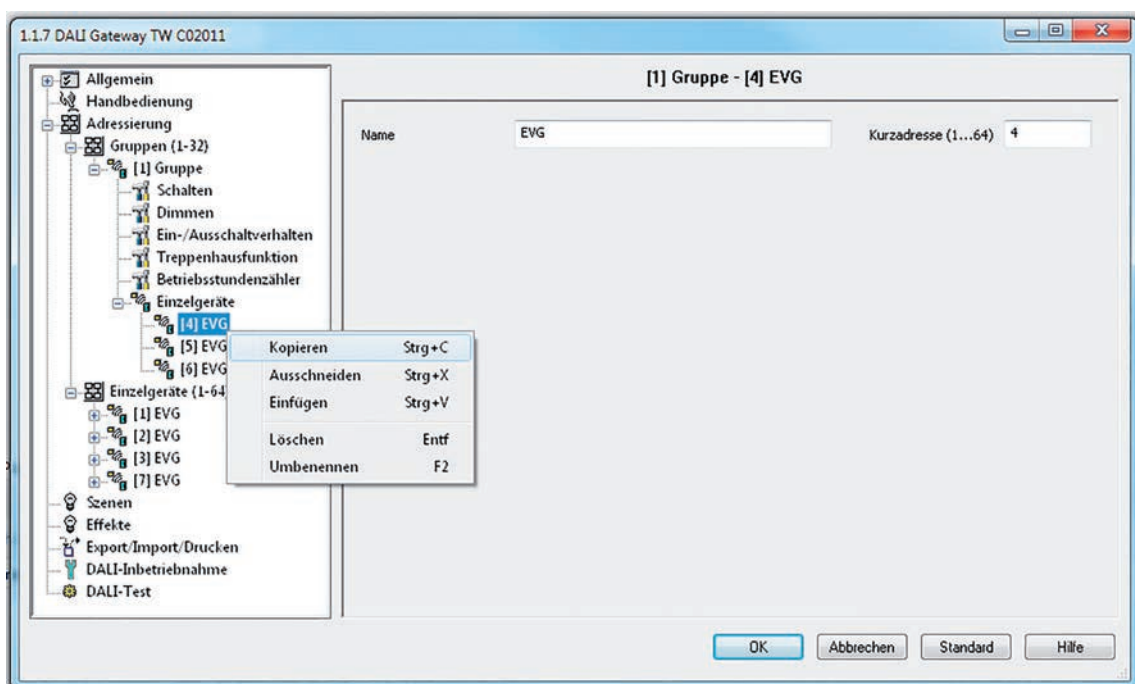 1.1.7 DALI Gateway TW C02011
Allgemein
Handbedienung
Adressierung
Gruppen (1-32)
[1] Gruppe
Schalten
Dimmen
Ein-/Ausschaltverhalten
Treppenhausfunktion
Betriebsstundenzähler
Einzelgeräte
[4] EVG
[5] EVG
[6] EVG
Einzelgeräte (1-64
[1] EVG
[2] EVG
[3] EVG
[7] EVG
Szenen
Effekte
Export/Import/Drucken
DALI-Inbetriebnahme
DALI-Test
Kopieren Strg+C
Ausschneiden Strg+X
Einfügen Strg+V
Löschen Entf
Umbenennen F2
[1] Gruppe - [4] EVG
Name EVG Kurzadresse (1...64) 4
OK Abbrechen Standard Hilfe